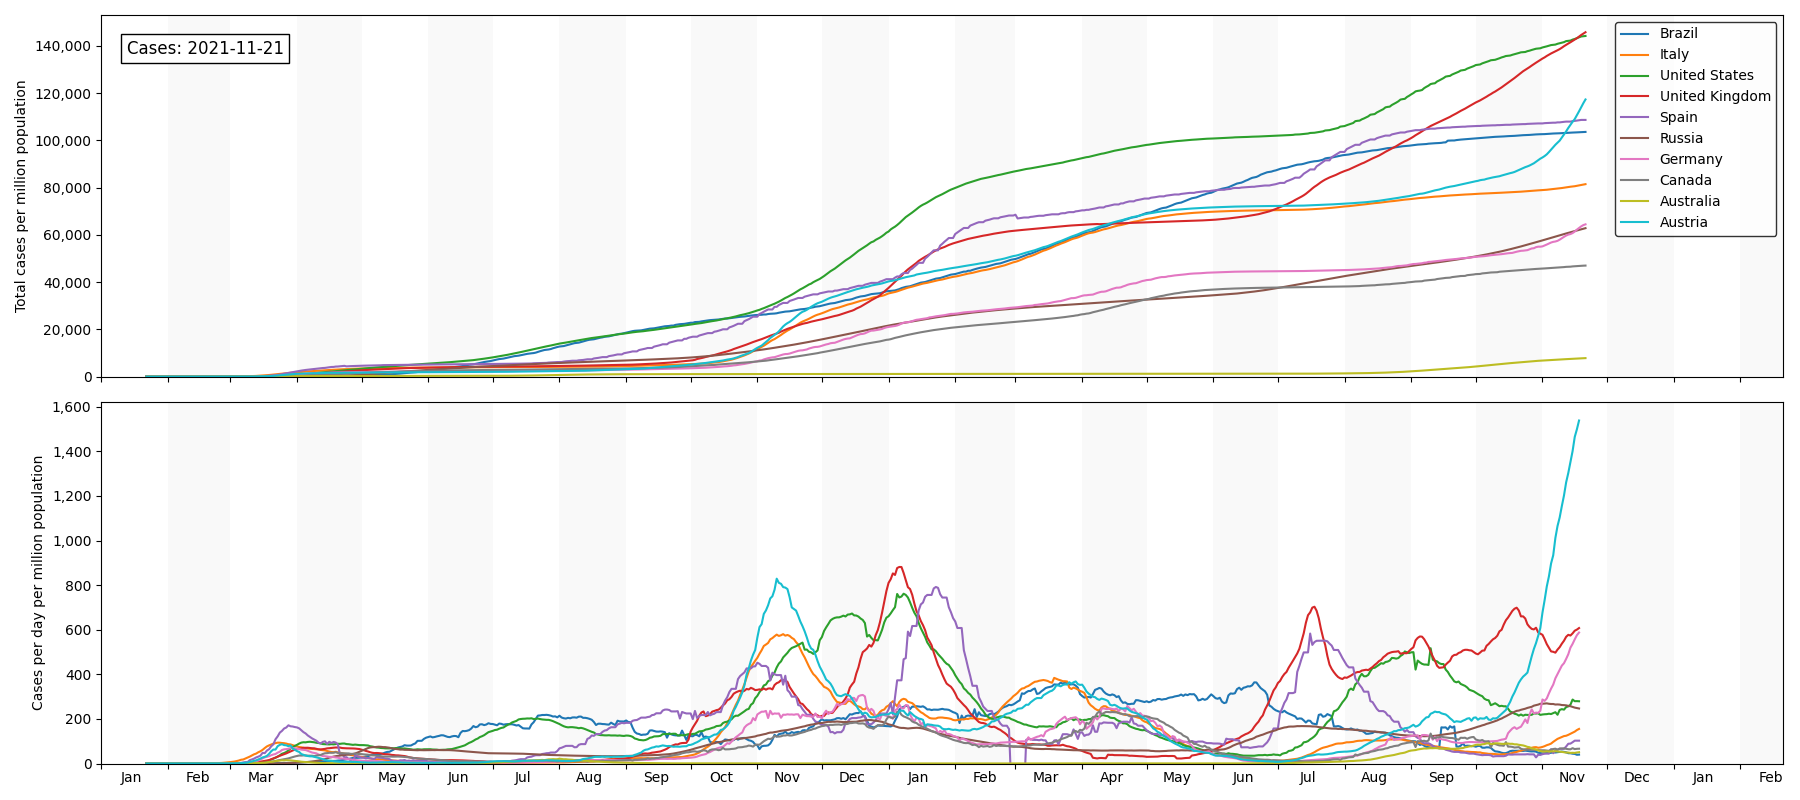 Cases: 2021-11-21
Total cases per million population
140,000
120,000
100,000
80,000
60,000
40,000
20,000
0
Brazil
Italy
United States
United Kingdom
Spain
Russia
Germany
Canada
Australia
Austria
Cases per day per million population
1,600
1,400
1,200
1,000
800
600
400
200
0
Jan Feb Mar Apr May Jun Jul Aug Sep Oct Nov Dec Jan Feb Mar Apr May Jun Jul Aug Sep Oct Nov Dec Jan Feb